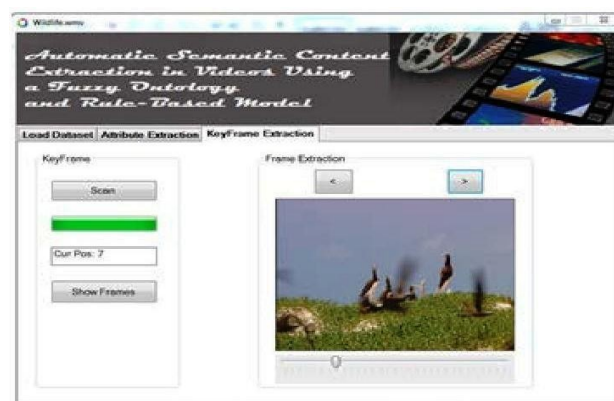 Wildlife.wmv
Automatic Semantic Content
Extraction in Videos Using
a Fuzzy Ontology
and Rule-Based Model
Load Dataset Attribute Extraction KeyFrame Extraction
KeyFrame
Frame Extraction
Scan
<
>
Cur Pos: 7
Show Frames